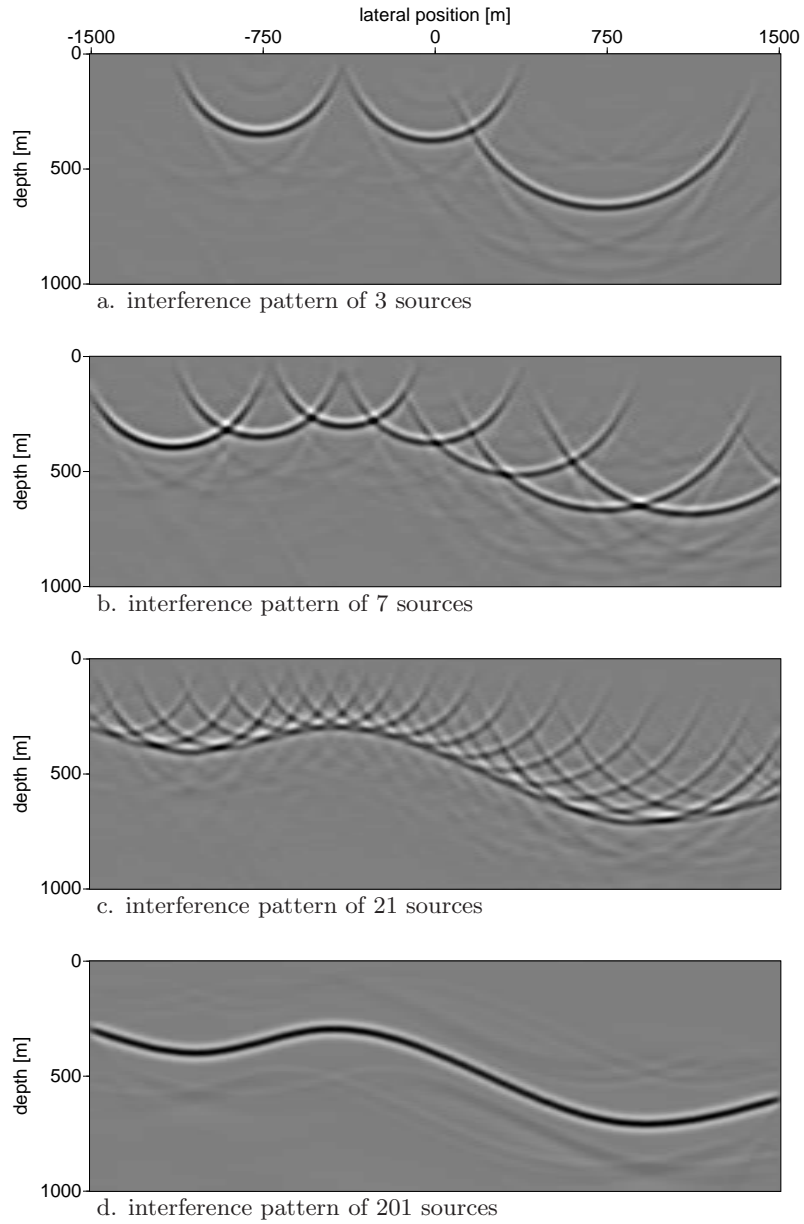 lateral position [m]
-1500 -750 0 750 1500
0
500
1000
depth [m]
a. interference pattern of 3 sources
0
500
1000
depth [m]
b. interference pattern of 7 sources
0
500
1000
depth [m]
c. interference pattern of 21 sources
0
500
1000
depth [m]
d. interference pattern of 201 sources